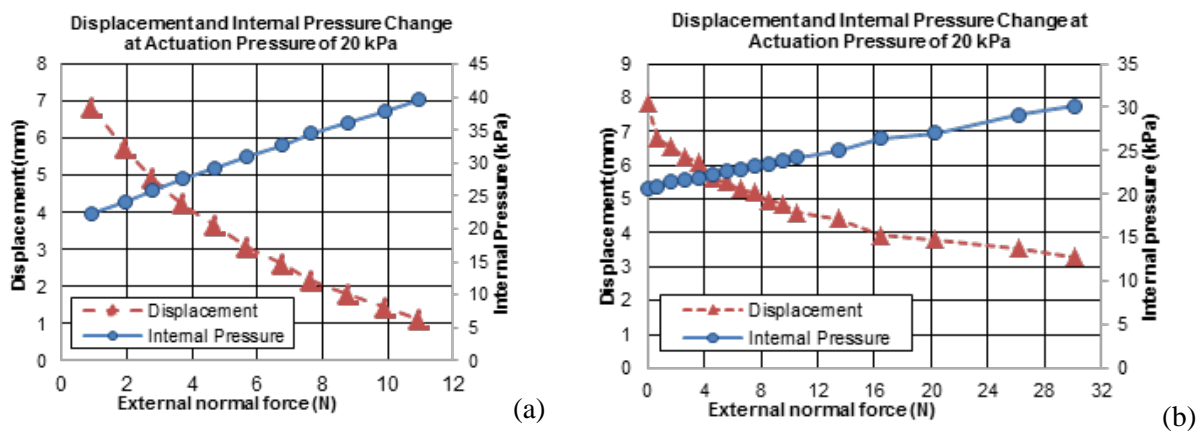 Displacement and Internal Pressure Change
at Actuation Pressure of 20 kPa
8
7
6
5
4
3
2
1
0
Displacement (mm)
45
40
35
30
25
20
15
10
5
0
Internal Pressure (kPa)
Displacement
Internal Pressure
0 2 4 6 8 10 12
External normal force (N)
(a)
Displacement and Internal Pressure Change at
Actuation Pressure of 20 kPa
9
8
7
6
5
4
3
2
1
0
Displacement (mm)
35
30
25
20
15
10
5
0
Internal pressure (kPa)
Displacement
Internal Pressure
0 4 8 12 16 20 24 28 32
External normal force (N)
(b)